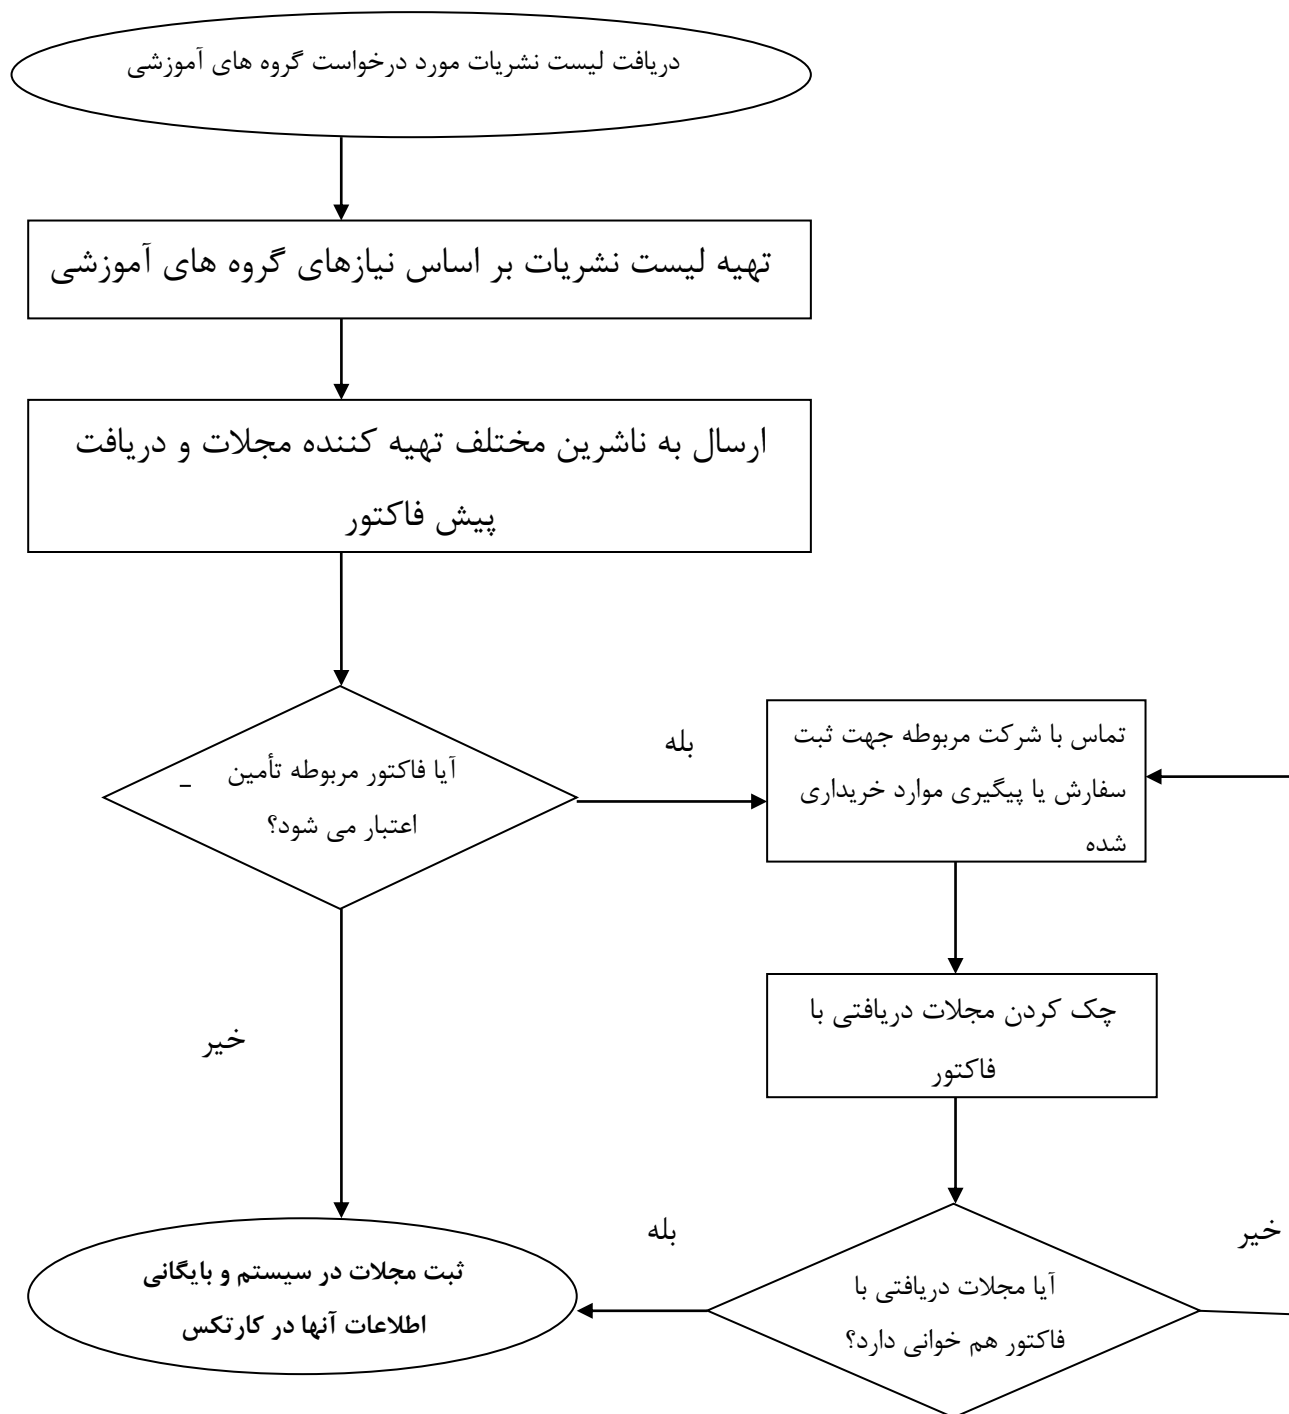 دریافت لیست نشریات مورد درخواست گروه های آموزشی
تهیه لیست نشریات بر اساس نیازهای گروه های آموزشی
ارسال به ناشرین مختلف تهیه کننده مجلات و دریافت
پیش فاکتور
آیا فاکتور مربوطه تأمین –
اعتبار می شود؟
بله
تماس با شرکت مربوطه جهت ثبت
سفارش یا پیگیری موارد خریداری
شده
چک کردن مجلات دریافتی با
فاکتور
خیر
آیا مجلات دریافتی با
فاکتور هم خوانی دارد؟
خیر
بله
ثبت مجلات در سیستم و بایگانی
اطلاعات آنها در کارتکس